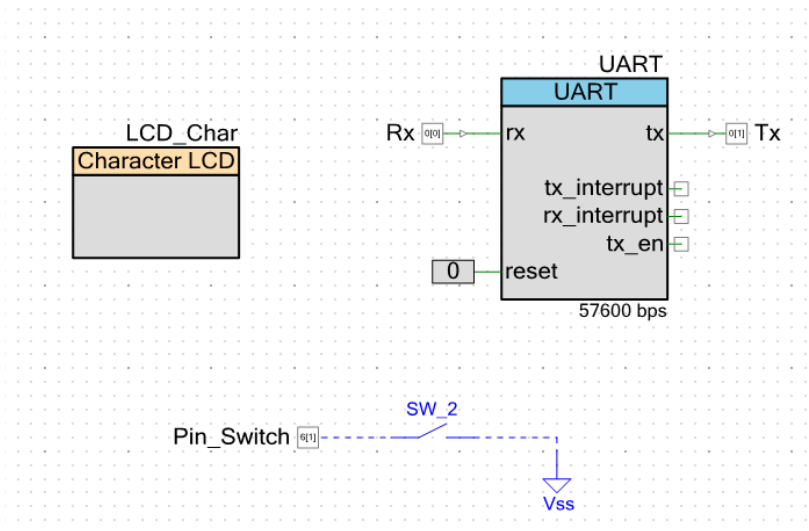 UART
UART
LCD_Char
Character LCD
Rx 0[0] rx tx 0[1] Tx
tx_interrupt
rx_interrupt
tx_en
0 reset
57600 bps
SW_2
Pin_Switch 6[1]
Vss